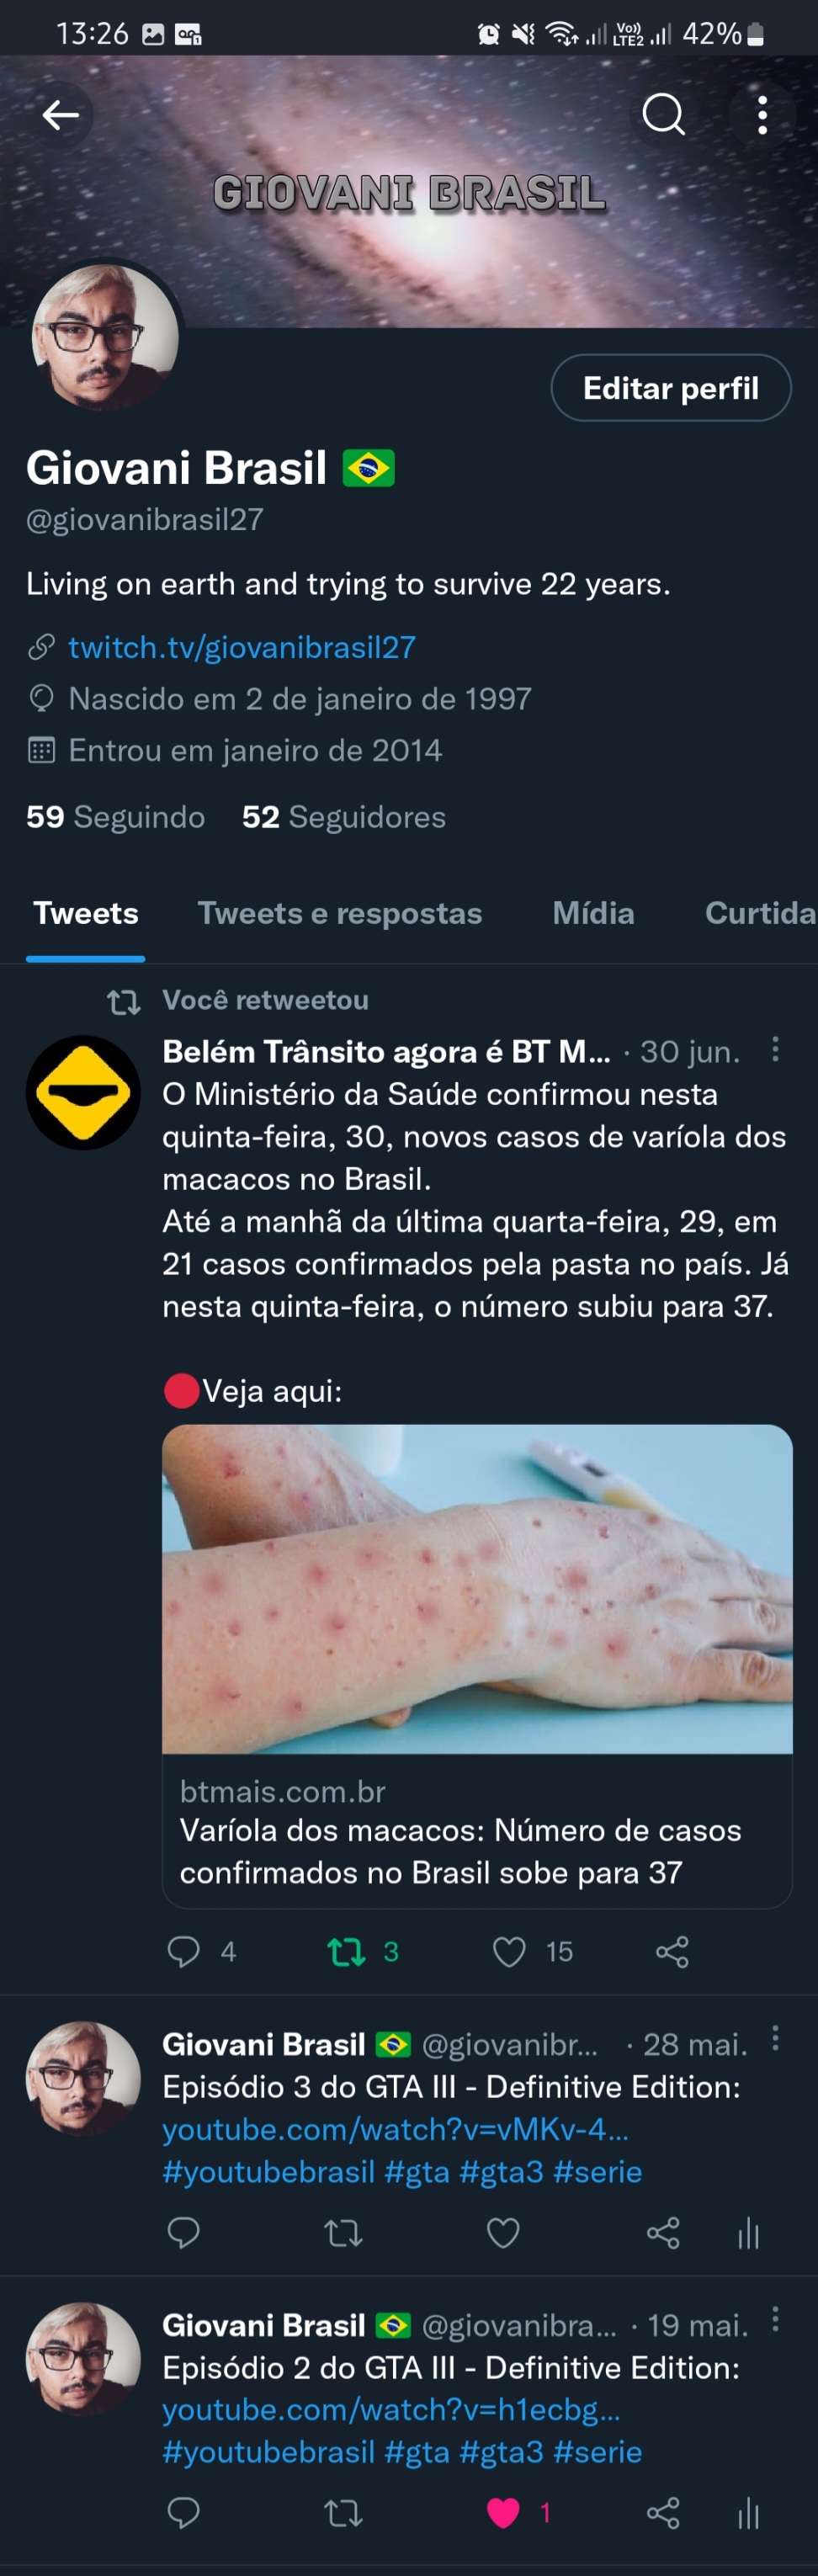 13:26
Vo)) LTE2 42%
GIOVANI BRASIL
Editar perfil
Giovani Brasil
@giovanibrasil27
Living on earth and trying to survive 22 years.
twitch.tv/giovanibrasil27
Nascido em 2 de janeiro de 1997
Entrou em janeiro de 2014
59 Seguindo 52 Seguidores
Tweets Tweets e respostas Mídia Curtida
Você retweetou
Belém Trânsito agora é BT M... · 30 jun.
O Ministério da Saúde confirmou nesta
quinta-feira, 30, novos casos de varíola dos
macacos no Brasil.
Até a manhã da última quarta-feira, 29, em
21 casos confirmados pela pasta no país. Já
nesta quinta-feira, o número subiu para 37.
Veja aqui:
btmais.com.br
Varíola dos macacos: Número de casos
confirmados no Brasil sobe para 37
4 3 15
Giovani Brasil @giovanibr... · 28 mai.
Episódio 3 do GTA III - Definitive Edition:
youtube.com/watch?v=vMKv-4...
#youtubebrasil #gta #gta3 #serie
Giovani Brasil @giovanibra... · 19 mai.
Episódio 2 do GTA III - Definitive Edition:
youtube.com/watch?v=h1ecbg...
#youtubebrasil #gta #gta3 #serie
1